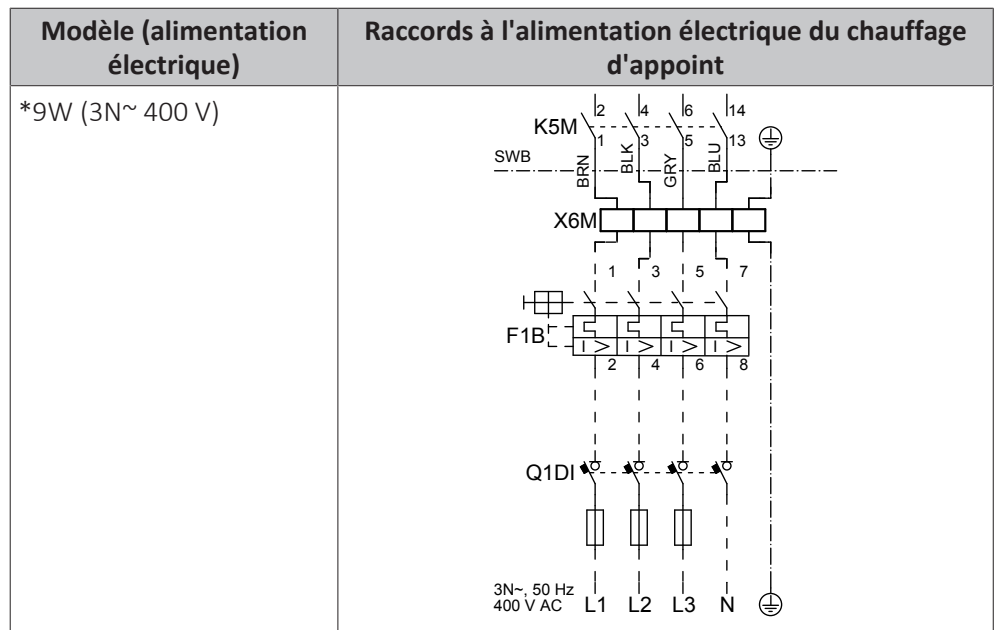 Modèle (alimentation électrique)
Raccords à l'alimentation électrique du chauffage d'appoint
*9W (3N~ 400 V)
2 4 6 14
K5M
1 3 5 13
SWB
BRN BLK GRY BLU
X6M
1 3 5 7
F1B
I > I > I > I >
2 4 6 8
Q1DI
3N~, 50 Hz
400 V AC
L1 L2 L3 N